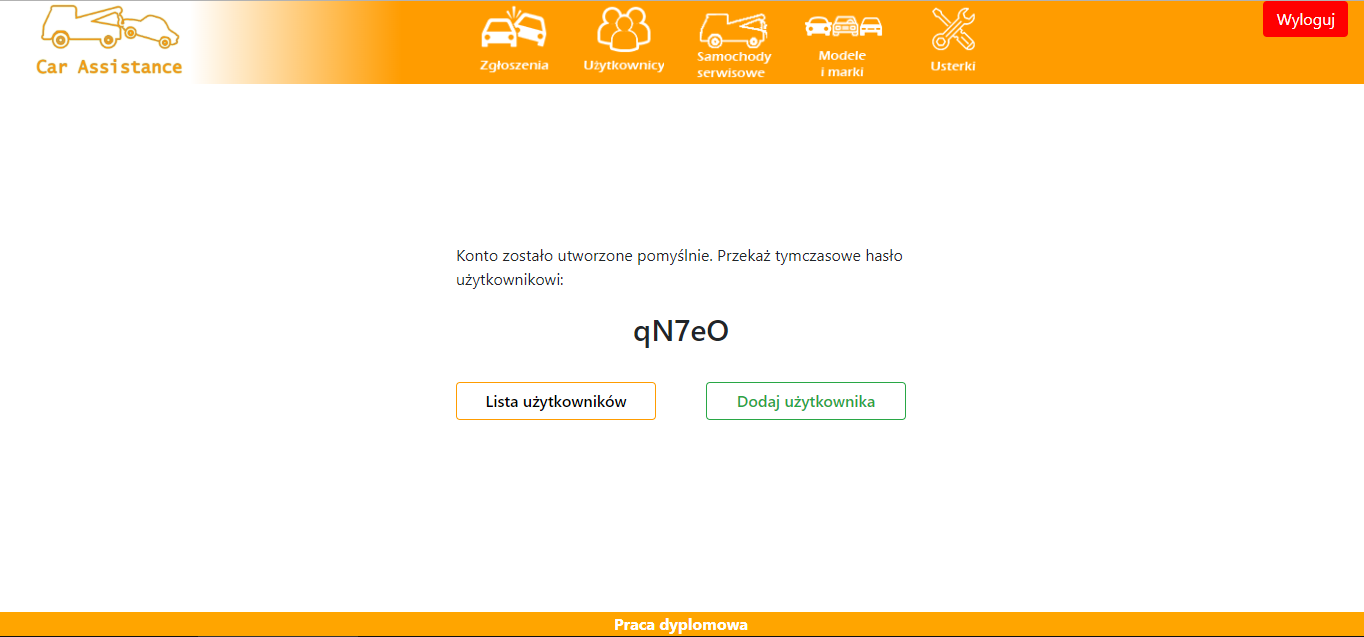 Car Assistance
Zgłoszenia
Użytkownicy
Samochody
serwisowe
Modele
i marki
Usterki
Wyloguj
Konto zostało utworzone pomyślnie. Przekaż tymczasowe hasło
użytkownikowi:
qN7eO
Lista użytkowników
Dodaj użytkownika
Praca dyplomowa